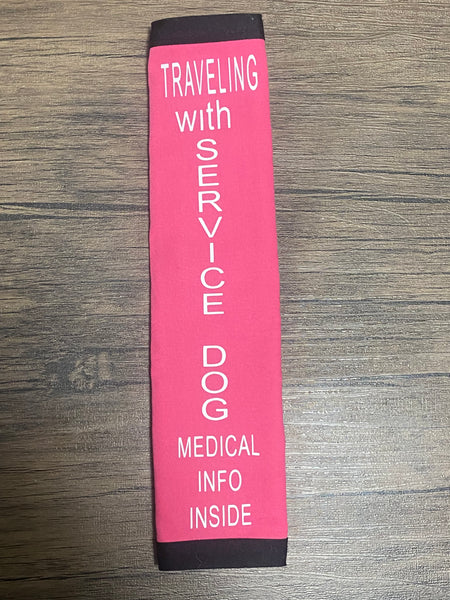 TRAVELING
with
SERVICE DOG
MEDICAL
INFO
INSIDE